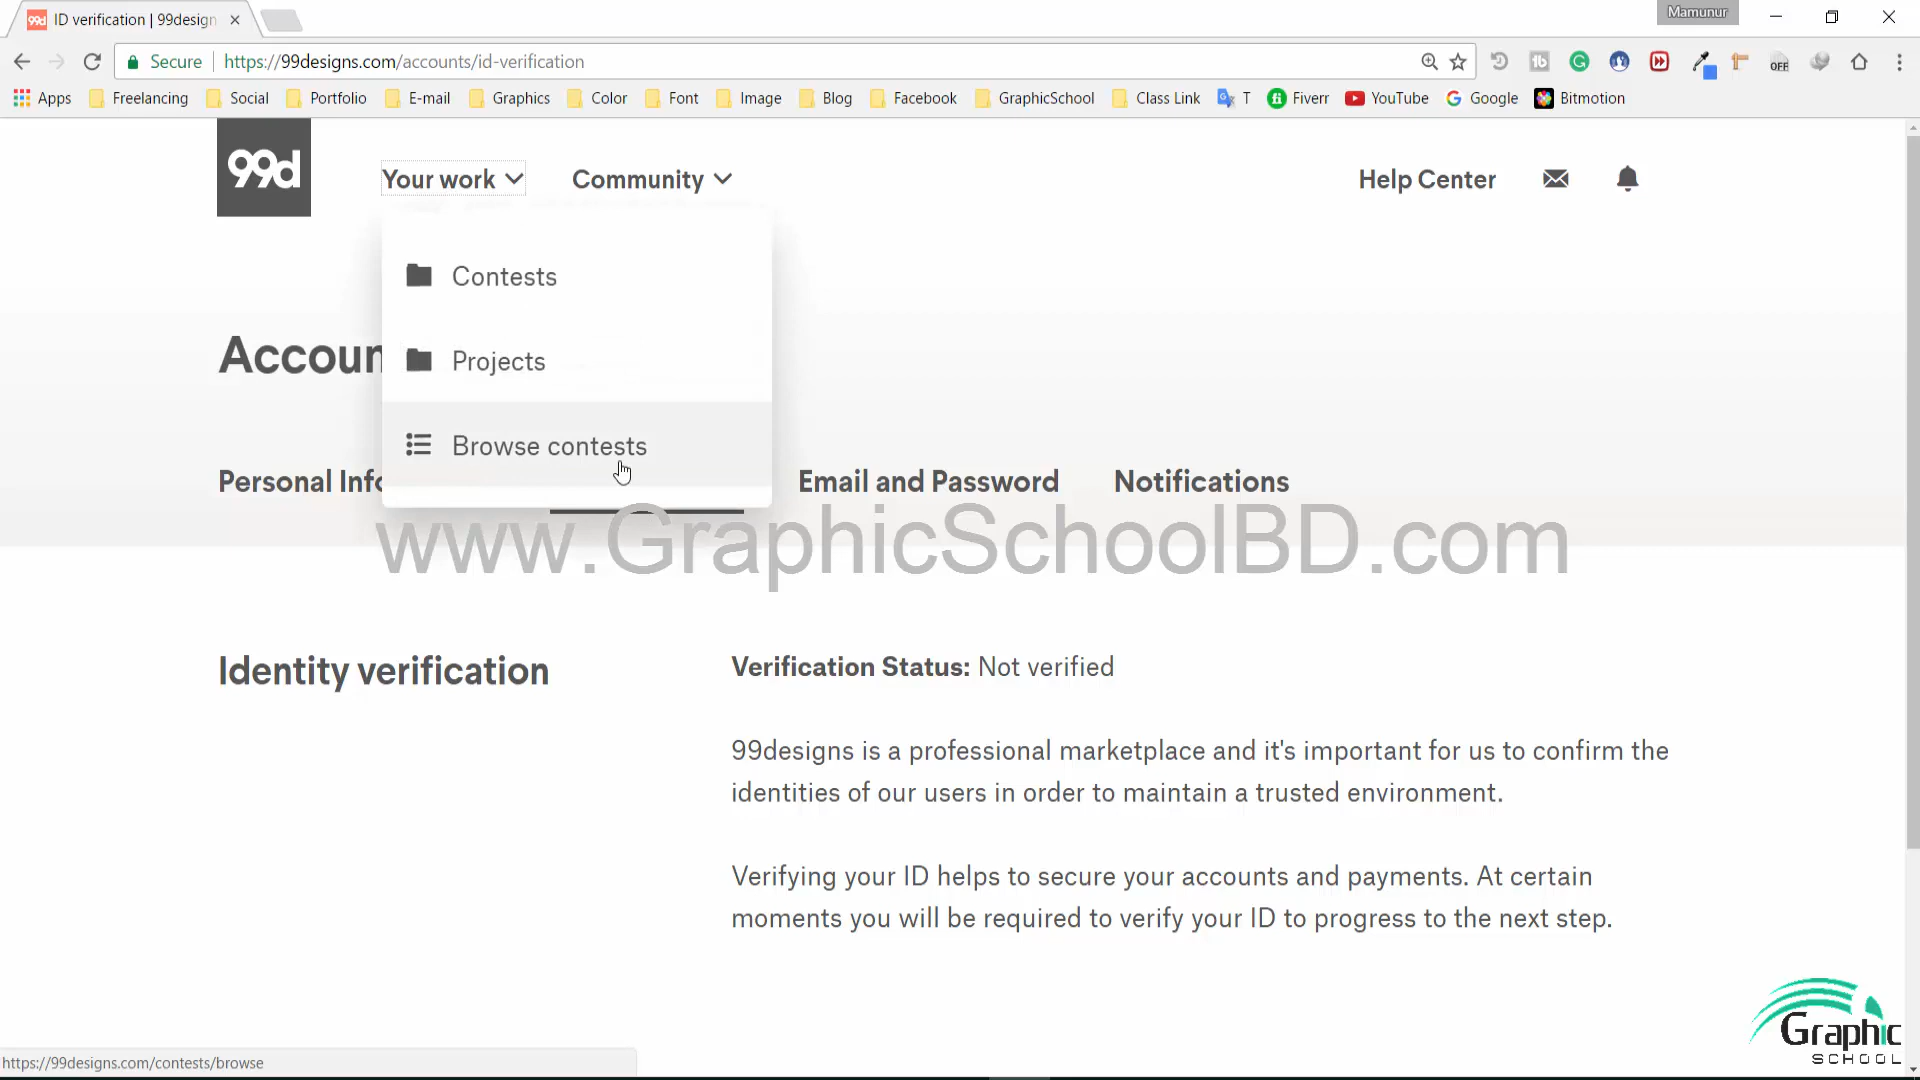 99d ID verification | 99design
Mamunur
Secure https://99designs.com/accounts/id-verification
Apps Freelancing Social Portfolio E-mail Graphics Color Font Image Blog Facebook GraphicSchool Class Link T Fiverr YouTube Google Bitmotion
99d Your work Community Help Center
Contests
Projects
Browse contests
Accoun
Personal Info Email and Password Notifications
www.GraphicSchoolBD.com
Identity verification
Verification Status: Not verified
99designs is a professional marketplace and it's important for us to confirm the
identities of our users in order to maintain a trusted environment.
Verifying your ID helps to secure your accounts and payments. At certain
moments you will be required to verify your ID to progress to the next step.
Graphic
SCHOOL
https://99designs.com/contests/browse